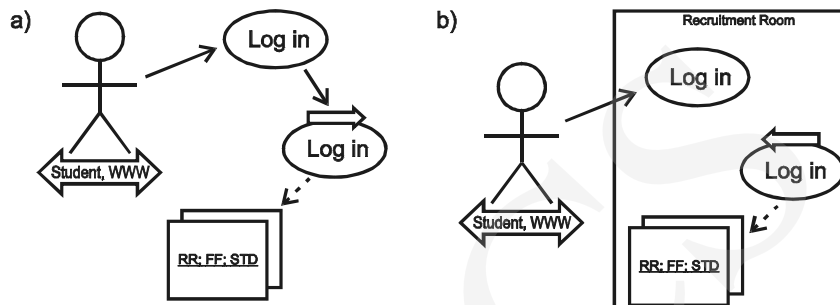 a)
Log in
Log in
Student, WWW
RR; FF; STD
b)
Recruitment Room
Log in
Log in
Student, WWW
RR; FF; STD